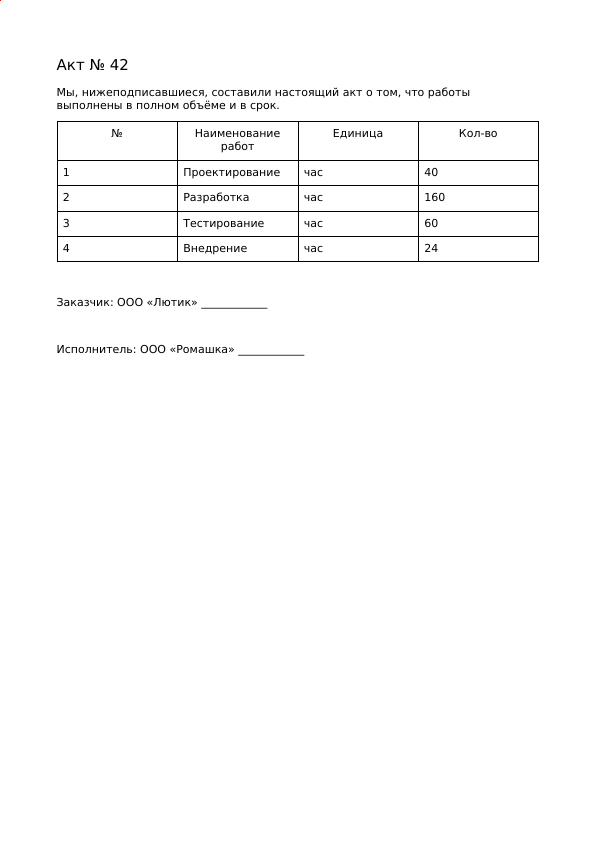 Акт № 42
Мы, нижеподписавшиеся, составили настоящий акт о том, что работы
выполнены в полном объёме и в срок.
№ Наименование работ Единица Кол-во
1 Проектирование час 40
2 Разработка час 160
3 Тестирование час 60
4 Внедрение час 24
Заказчик: ООО «Лютик» ____________
Исполнитель: ООО «Ромашка» ____________